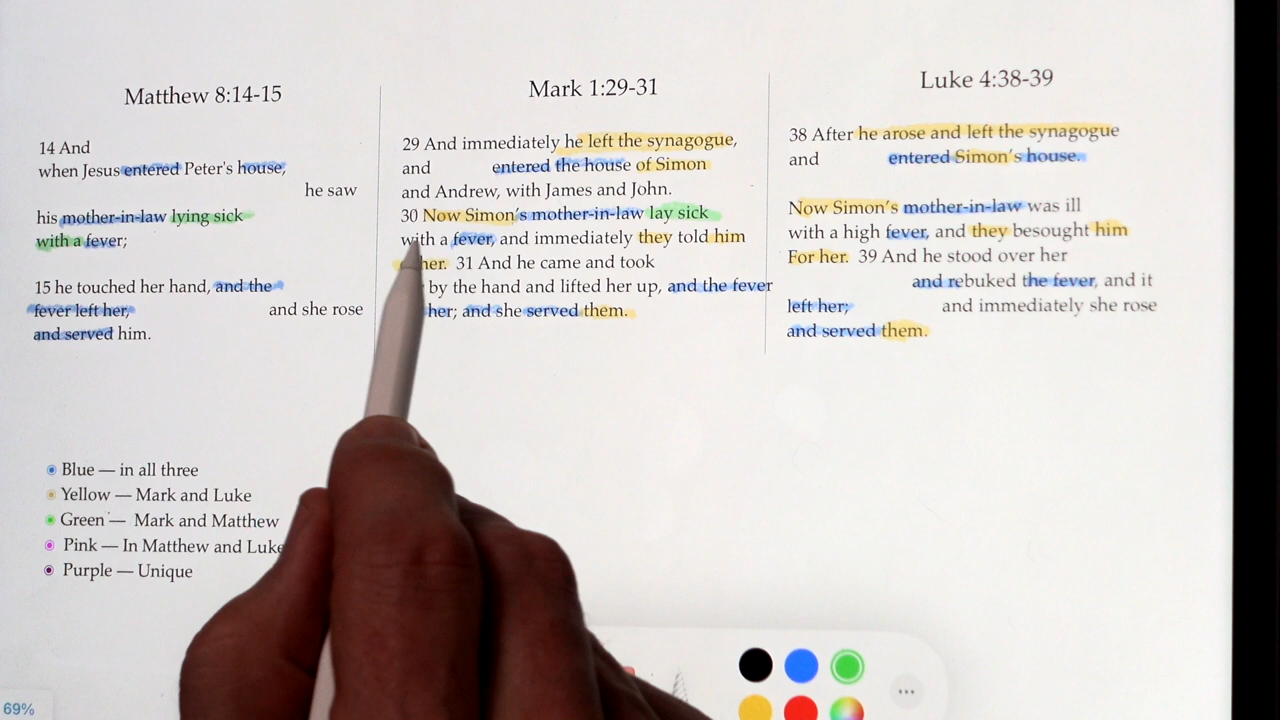 Matthew 8:14-15
14 And
when Jesus entered Peter's house,
he saw
his mother-in-law lying sick
with a fever;
15 he touched her hand, and the
fever left her, and she rose
and served him.
Mark 1:29-31
29 And immediately he left the synagogue,
and entered the house of Simon
and Andrew, with James and John.
30 Now Simon's mother-in-law lay sick
with a fever, and immediately they told him
her. 31 And he came and took
by the hand and lifted her up, and the fever
her; and she served them.
Luke 4:38-39
38 After he arose and left the synagogue
and entered Simon's house.
Now Simon's mother-in-law was ill
with a high fever, and they besought him
For her. 39 And he stood over her
and rebuked the fever, and it
left her; and immediately she rose
and served them.
Blue — in all three
Yellow — Mark and Luke
Green — Mark and Matthew
Pink — In Matthew and Luke
Purple — Unique
69%